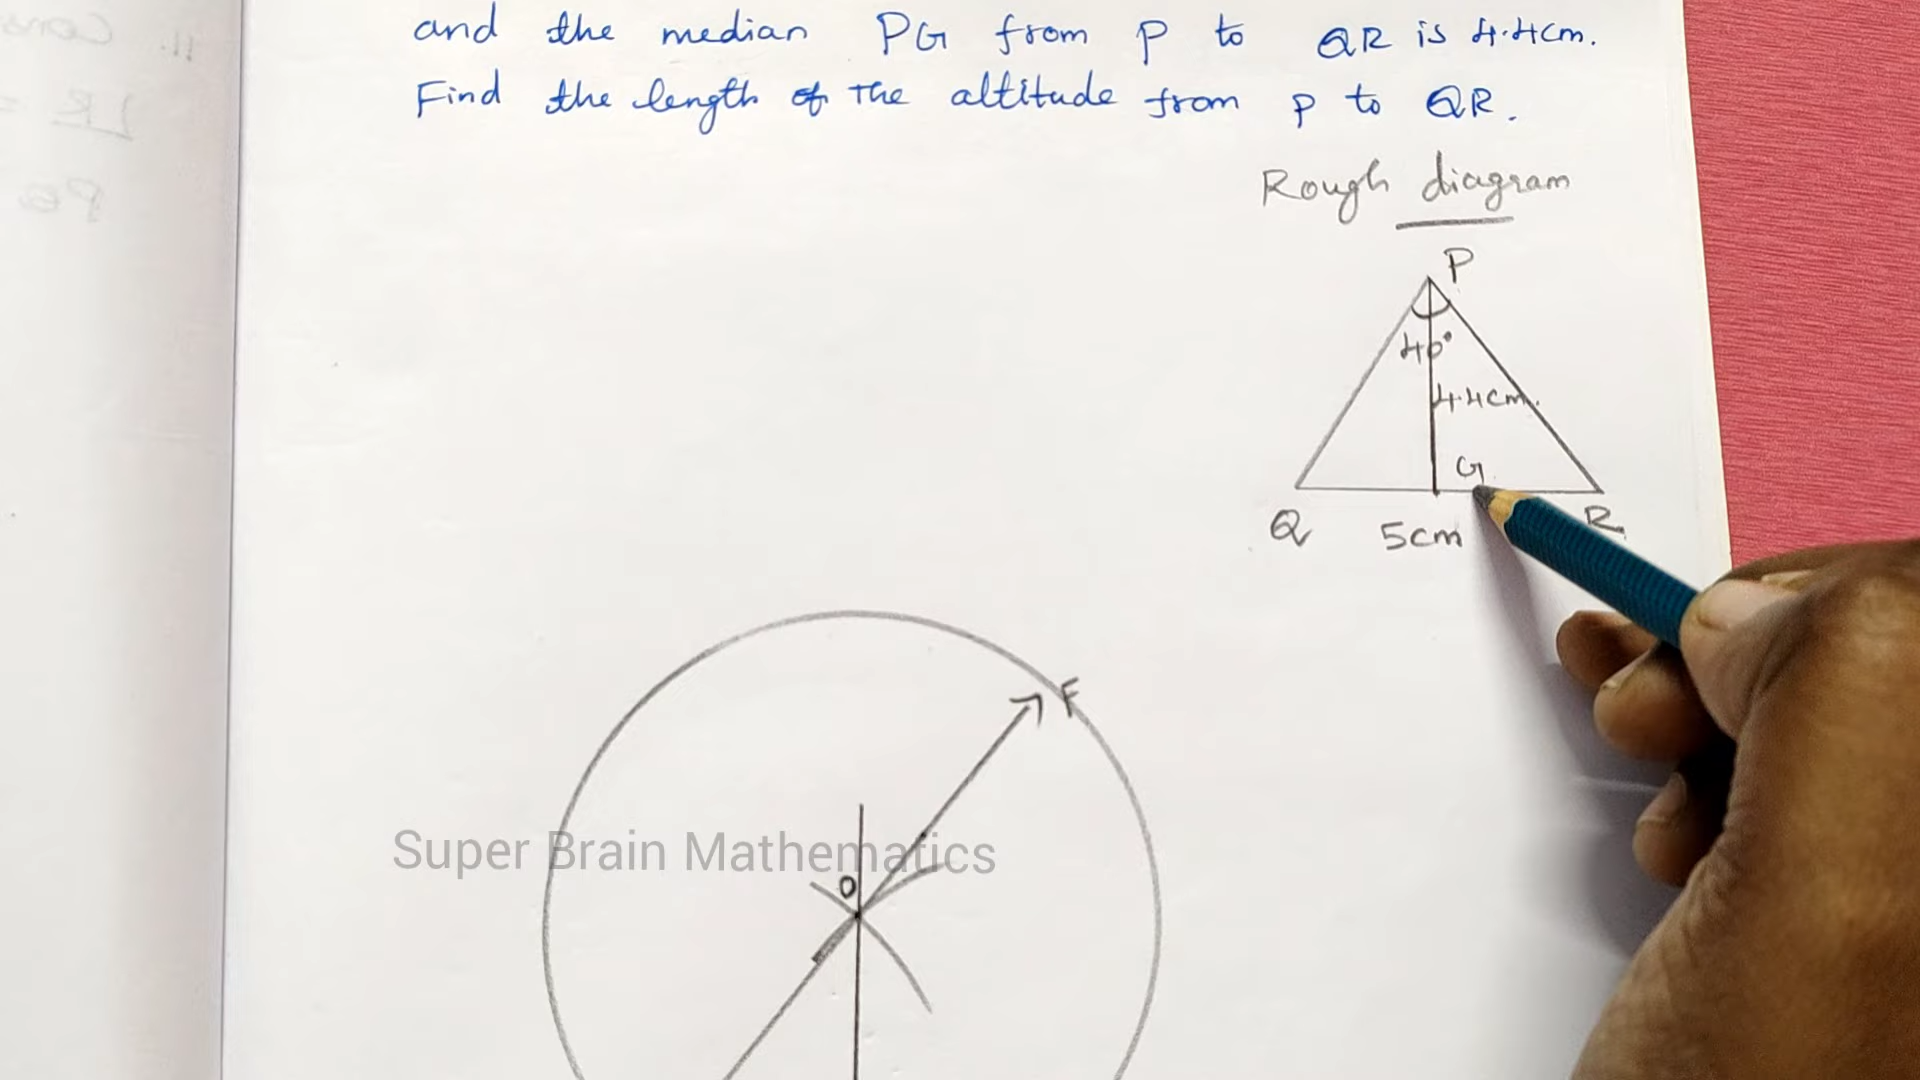 and the median PG from P to QR is 4.4cm.
Find the length of the altitude from P to QR.
Rough diagram
P
40°
4.4cm.
G
Q 5cm R
F
Super Brain Mathematics
O